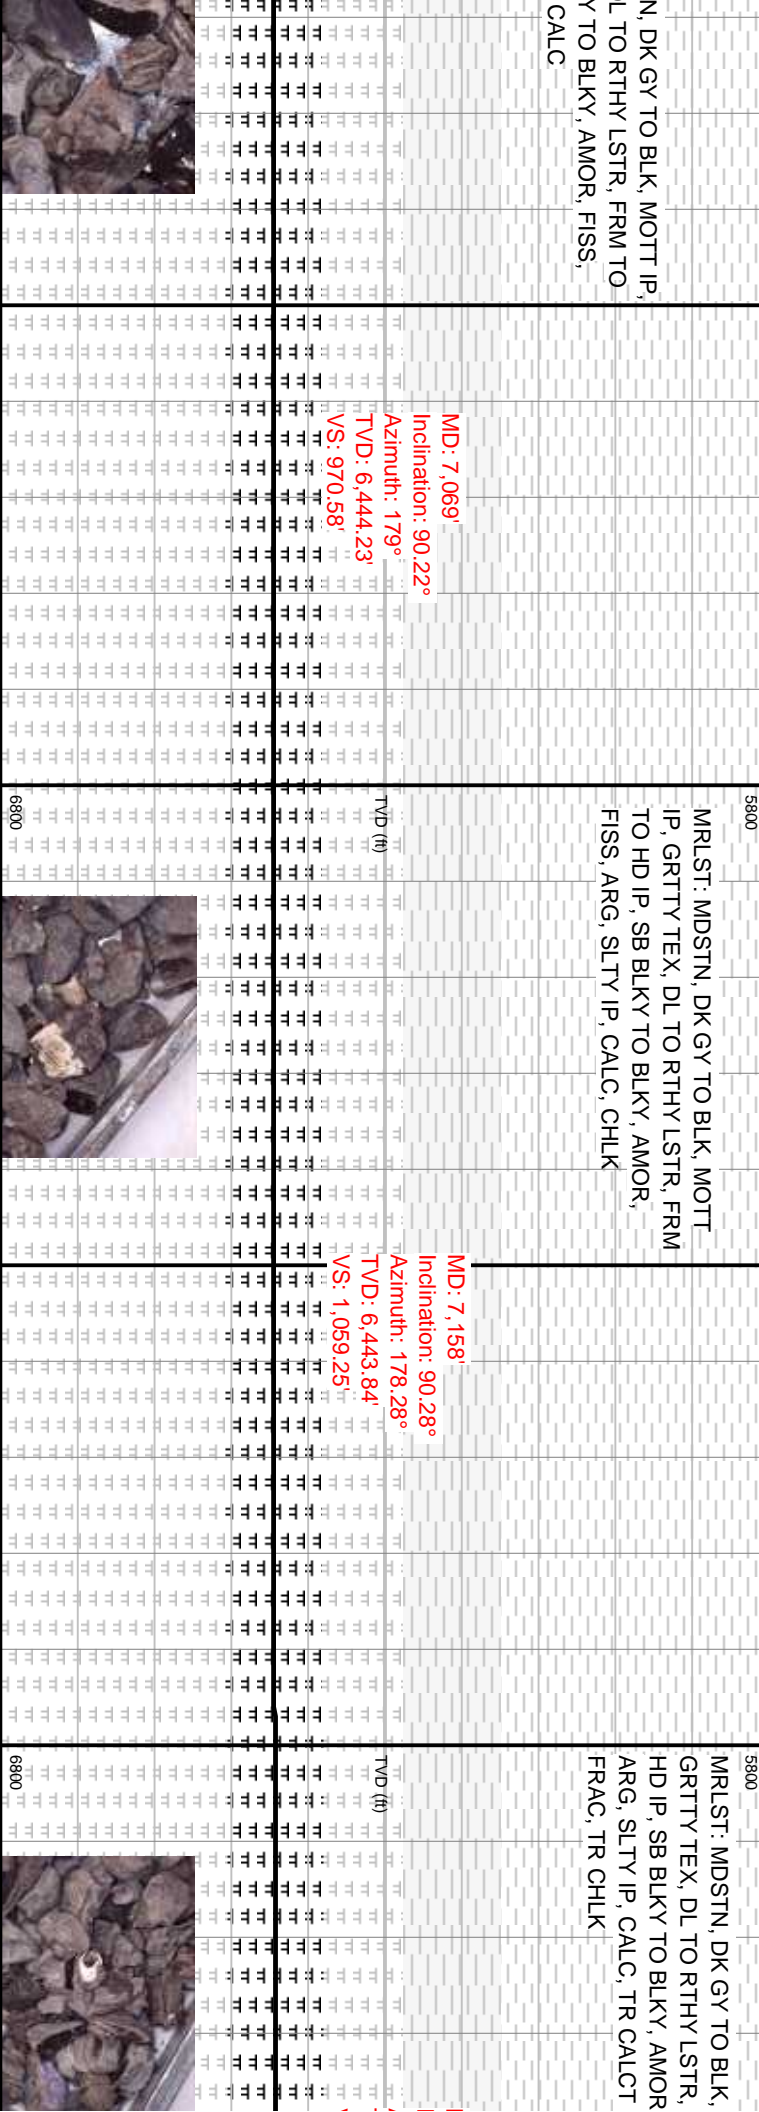 N, DK GY TO BLK, MOTT IP,
TO RTHY LSTR, FRM TO
Y TO BLKY, AMOR, FISS,
CALC
MD: 7,069'
Inclination: 90.22°
Azimuth: 179°
TVD: 6,444.23'
VS: 970.58'
5800
TVD (ft)
6800
MRLST: MDSTN, DK GY TO BLK, MOTT
IP, GRTTY TEX, DL TO RTHY LSTR, FRM
TO HD IP, SB BLKY TO BLKY, AMOR,
FISS, ARG, SLTY IP, CALC, CHLK
MD: 7,158'
Inclination: 90.28°
Azimuth: 178.28°
TVD: 6,443.84'
VS: 1,059.25'
5800
TVD (ft)
6800
MRLST: MDSTN, DK GY TO BLK,
GRTTY TEX, DL TO RTHY LSTR,
HD IP, SB BLKY TO BLKY, AMOR
ARG, SLTY IP, CALC, TR CALCT
FRAC, TR CHLK